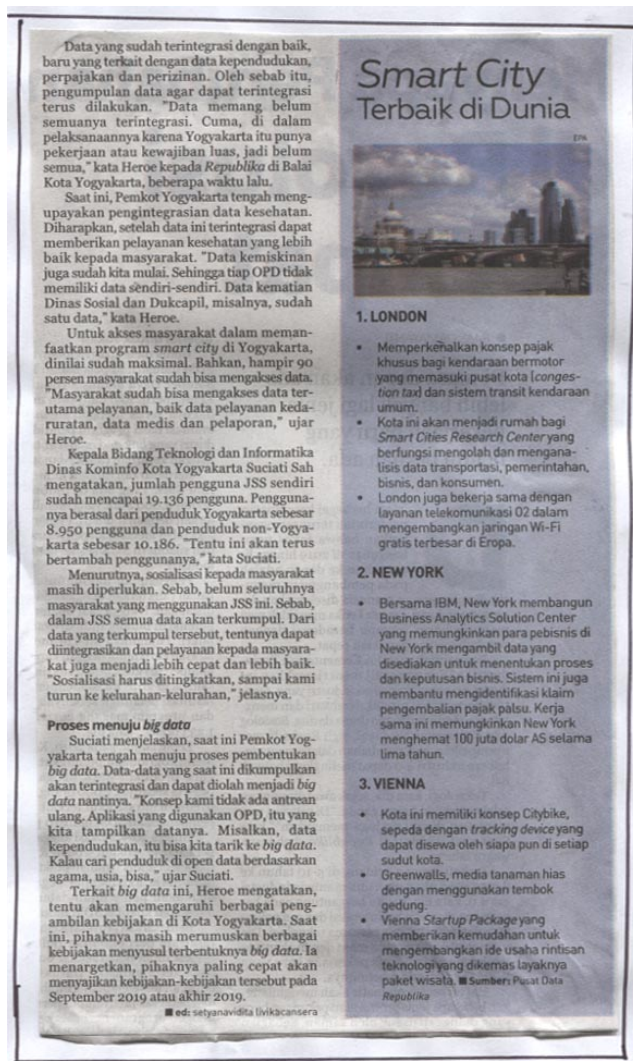 Data yang sudah terintegrasi dengan baik,
baru yang terkait dengan data kependudukan,
perpajakan dan perizinan. Oleh sebab itu,
pengumpulan data agar dapat terintegrasi
terus dilakukan. "Data memang belum
semuanya terintegrasi. Cuma, di dalam
pelaksanaannya karena Yogyakarta itu punya
pekerjaan atau kewajiban luas, jadi belum
semua," kata Heroe kepada Republika di Balai
Kota Yogyakarta, beberapa waktu lalu.
Saat ini, Pemkot Yogyakarta tengah meng-
upayakan pengintegrasian data kesehatan.
Diharapkan, setelah data ini terintegrasi dapat
memberikan pelayanan kesehatan yang lebih
baik kepada masyarakat. "Data kemiskinan
juga sudah kita mulai. Sehingga tiap OPD tidak
memiliki data sendiri-sendiri. Data kematian
Dinas Sosial dan Dukcapil, misalnya, sudah
satu data," kata Heroe.
Untuk akses masyarakat dalam meman-
faatkan program smart city di Yogyakarta,
dinilai sudah maksimal. Bahkan, hampir 90
persen masyarakat sudah bisa mengakses data.
"Masyarakat sudah bisa mengakses data ter-
utama pelayanan, baik data pelayanan keda-
ruratan, data medis dan pelaporan," ujar
Heroe.
Kepala Bidang Teknologi dan Informatika
Dinas Kominfo Kota Yogyakarta Suciati Sah
mengatakan, jumlah pengguna JSS sendiri
sudah mencapai 19.136 pengguna. Pengguna-
nya berasal dari penduduk Yogyakarta sebesar
8.950 pengguna dan penduduk non-Yogya-
karta sebesar 10.186. "Tentu ini akan terus
bertambah penggunanya," kata Suciati.
Menurutnya, sosialisasi kepada masyarakat
masih diperlukan. Sebab, belum seluruhnya
masyarakat yang menggunakan JSS ini. Sebab,
dalam JSS semua data akan terkumpul. Dari
data yang terkumpul tersebut, tentunya dapat
diintegrasikan dan pelayanan kepada masyara-
kat juga menjadi lebih cepat dan lebih baik.
"Sosialisasi harus ditingkatkan, sampai kami
turun ke kelurahan-kelurahan," jelasnya.
Proses menuju big data
Suciati menjelaskan, saat ini Pemkot Yog-
yakarta tengah menuju proses pembentukan
big data. Data-data yang saat ini dikumpulkan
akan terintegrasi dan dapat diolah menjadi big
data nantinya. "Konsep kami tidak ada antrean
ulang. Aplikasi yang digunakan OPD, itu yang
kita tampilkan datanya. Misalkan, data
kependudukan, itu bisa kita tarik ke big data.
Kalau cari penduduk di open data berdasarkan
agama, usia, bisa," ujar Suciati.
Terkait big data ini, Heroe mengatakan,
tentu akan memengaruhi berbagai peng-
ambilan kebijakan di Kota Yogyakarta. Saat
ini, pihaknya masih merumuskan berbagai
kebijakan menyusul terbentuknya big data. Ia
menargetkan, pihaknya paling cepat akan
menyajikan kebijakan-kebijakan tersebut pada
September 2019 atau akhir 2019.
■ ed: setyanavidita livikacansera
Smart City
Terbaik di Dunia
EPA
1. LONDON
• Memperkenalkan konsep pajak
khusus bagi kendaraan bermotor
yang memasuki pusat kota (conges-
tion tax) dan sistem transit kendaraan
umum.
• Kota ini akan menjadi rumah bagi
Smart Cities Research Center yang
berfungsi mengolah dan mengana-
lisis data transportasi, pemerintahan,
bisnis, dan konsumen.
• London juga bekerja sama dengan
layanan telekomunikasi O2 dalam
mengembangkan jaringan Wi-Fi
gratis terbesar di Eropa.
2. NEW YORK
• Bersama IBM, New York membangun
Business Analytics Solution Center
yang memungkinkan para pebisnis di
New York mengambil data yang
disediakan untuk menentukan proses
dan keputusan bisnis. Sistem ini juga
membantu mengidentifikasi klaim
pengembalian pajak palsu. Kerja
sama ini memungkinkan New York
menghemat 100 juta dolar AS selama
lima tahun.
3. VIENNA
• Kota ini memiliki konsep Citybike,
sepeda dengan tracking device yang
dapat disewa oleh siapa pun di setiap
sudut kota.
• Greenwalls, media tanaman hias
dengan menggunakan tembok
gedung.
• Vienna Startup Package yang
memberikan kemudahan untuk
mengembangkan ide usaha rintisan
teknologi yang dikemas layaknya
paket wisata. ■ Sumber: Pusat Data
Republika